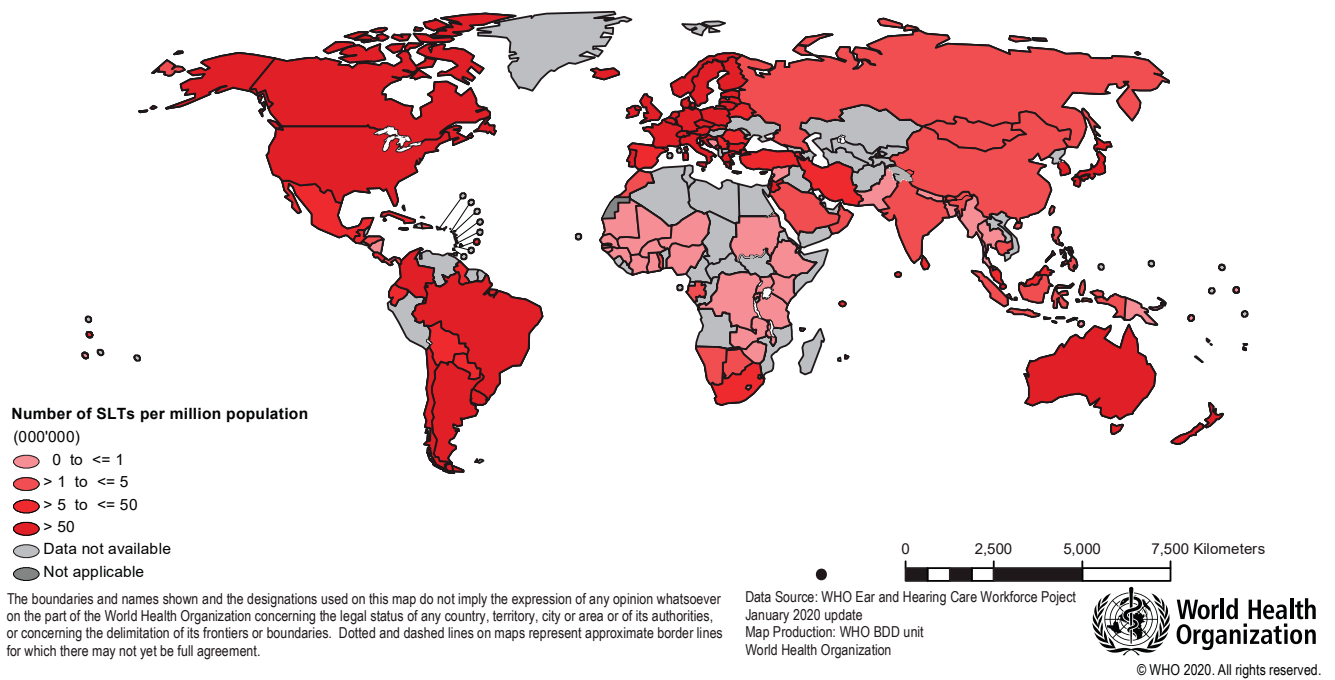 Number of SLTs per million population
(000'000)
0 to <= 1
> 1 to <= 5
> 5 to <= 50
> 50
Data not available
Not applicable
The boundaries and names shown and the designations used on this map do not imply the expression of any opinion whatsoever
on the part of the World Health Organization concerning the legal status of any country, territory, city or area or of its authorities,
or concerning the delimitation of its frontiers or boundaries. Dotted and dashed lines on maps represent approximate border lines
for which there may not yet be full agreement.
0 2,500 5,000 7,500 Kilometers
Data Source: WHO Ear and Hearing Care Workforce Poject
January 2020 update
Map Production: WHO BDD unit
World Health Organization
World Health
Organization
© WHO 2020. All rights reserved.